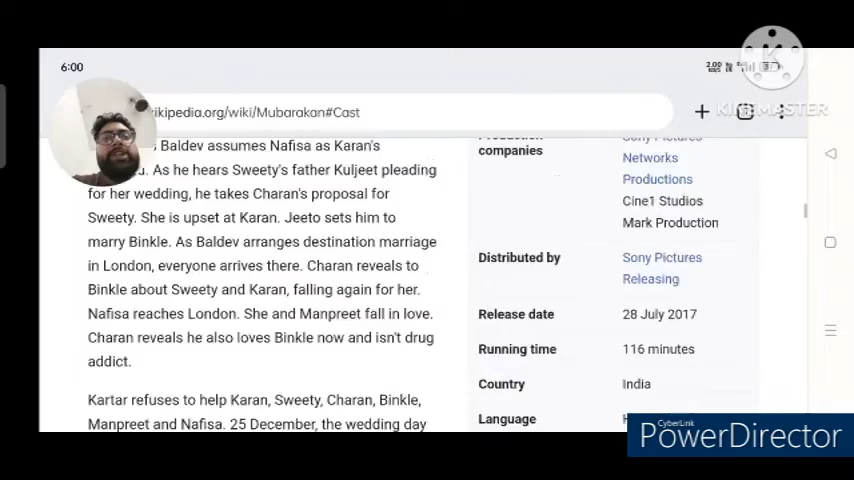 6:00
2.00
KINEMASTER
ikipedia.org/wiki/Mubarakan#Cast
Baldev assumes Nafisa as Karan's
As he hears Sweety's father Kuljeet pleading
for her wedding, he takes Charan's proposal for
Sweety. She is upset at Karan. Jeeto sets him to
marry Binkle. As Baldev arranges destination marriage
in London, everyone arrives there. Charan reveals to
Binkle about Sweety and Karan, falling again for her.
Nafisa reaches London. She and Manpreet fall in love.
Charan reveals he also loves Binkle now and isn't drug
addict.
Kartar refuses to help Karan, Sweety, Charan, Binkle,
Manpreet and Nafisa. 25 December, the wedding day
Production
companies
Sony Pictures
Networks
Productions
Cine1 Studios
Mark Production
Distributed by
Sony Pictures
Releasing
Release date
28 July 2017
Running time
116 minutes
Country
India
Language
CyberLink
PowerDirector